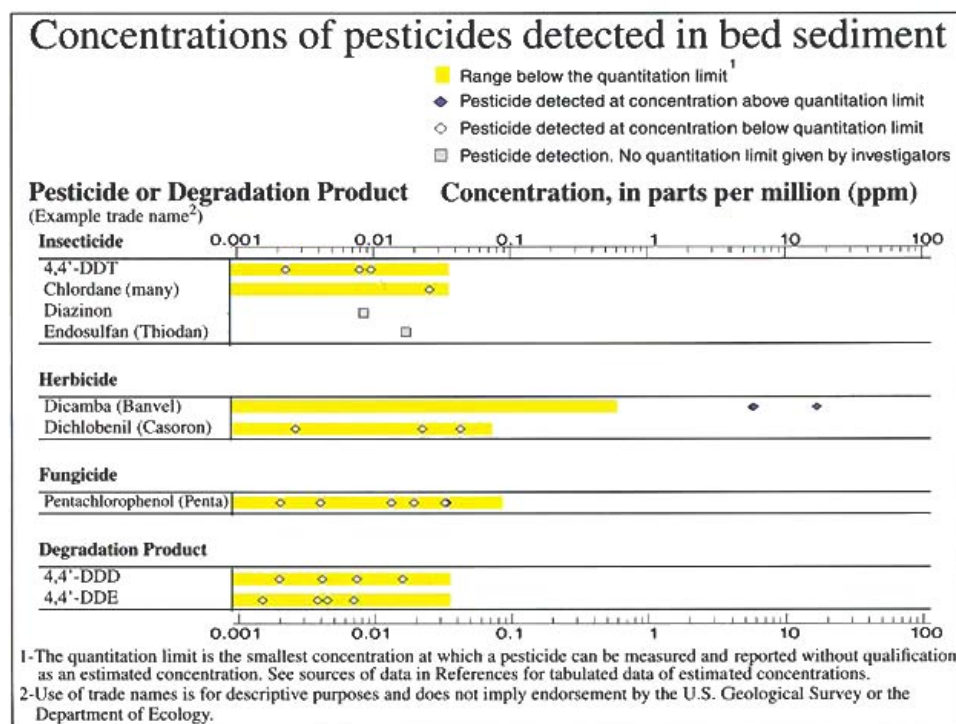 Concentrations of pesticides detected in bed sediment
Range below the quantitation limit1
Pesticide detected at concentration above quantitation limit
Pesticide detected at concentration below quantitation limit
Pesticide detection. No quantitation limit given by investigators
Pesticide or Degradation Product Concentration, in parts per million (ppm)
(Example trade name2)
Insecticide 0.001 0.01 0.1 1 10 100
4,4'-DDT
Chlordane (many)
Diazinon
Endosulfan (Thiodan)
Herbicide
Dicamba (Banvel)
Dichlobenil (Casoron)
Fungicide
Pentachlorophenol (Penta)
Degradation Product
4,4'-DDD
4,4'-DDE
0.001 0.01 0.1 1 10 100
1-The quantitation limit is the smallest concentration at which a pesticide can be measured and reported without qualification
as an estimated concentration. See sources of data in References for tabulated data of estimated concentrations.
2-Use of trade names is for descriptive purposes and does not imply endorsement by the U.S. Geological Survey or the
Department of Ecology.